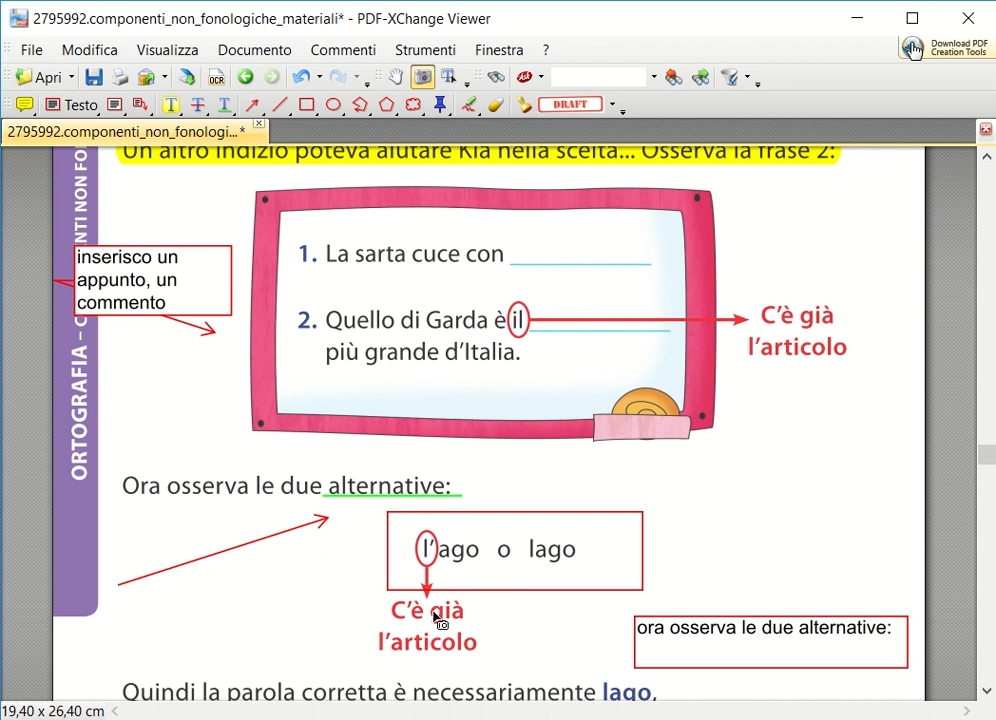 2795992.componenti_non_fonologiche_materiali* - PDF-XChange Viewer
File Modifica Visualizza Documento Commenti Strumenti Finestra ?
Download PDF
Creation Tools
Apri OCR
Testo DRAFT
2795992.componenti_non_fonologi...*
Un altro indizio poteva aiutare Kia nella scelta... Osserva la frase 2:
1. La sarta cuce con
inserisco un
appunto, un
commento
2. Quello di Garda è il
più grande d'Italia.
C'è già
l'articolo
ORTOGRAFIA – C
NTI NON FO
Ora osserva le due alternative:
l'ago o lago
C'è già
l'articolo
ora osserva le due alternative:
Quindi la parola corretta è necessariamente lago,
19,40 x 26,40 cm